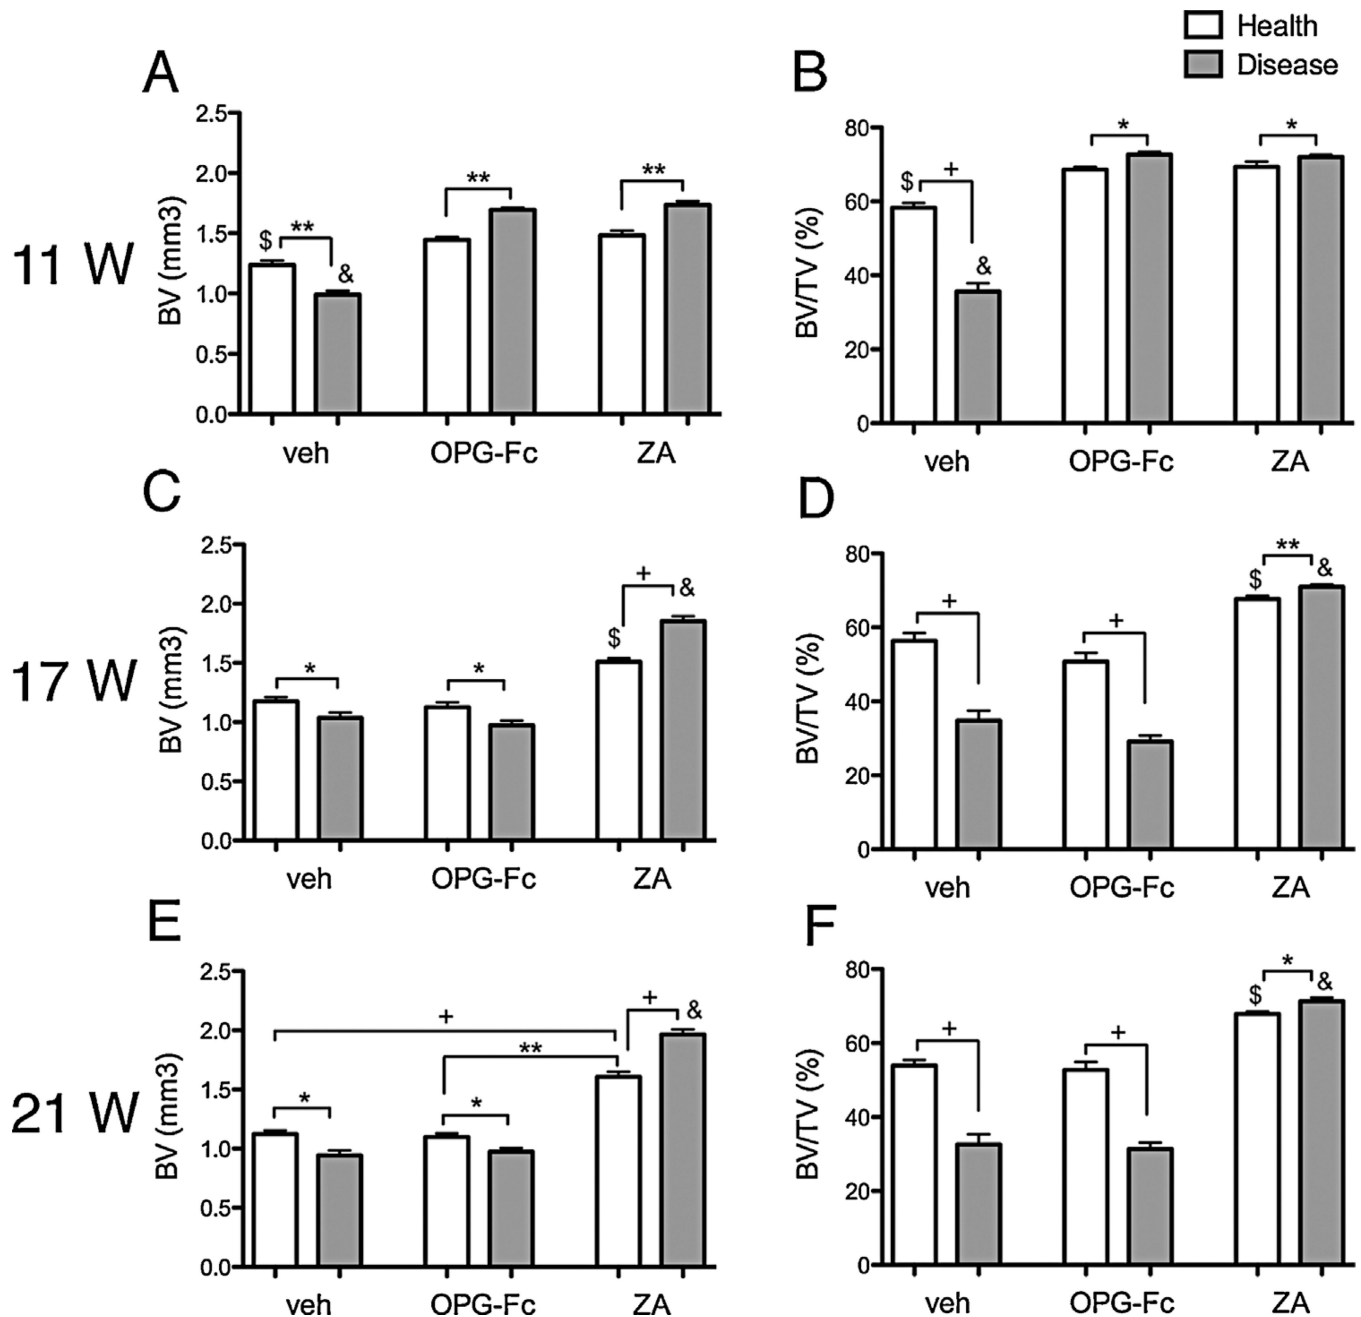 Health
Disease
A
B
11 W
BV (mm3)
2.5
2.0
1.5
1.0
0.5
0.0
$
**
&
**
**
veh
OPG-Fc
ZA
BV/TV (%)
80
60
40
20
0
$
+
&
*
*
veh
OPG-Fc
ZA
C
D
17 W
BV (mm3)
2.5
2.0
1.5
1.0
0.5
0.0
*
*
$
+
&
veh
OPG-Fc
ZA
BV/TV (%)
80
60
40
20
0
+
+
$
**
&
veh
OPG-Fc
ZA
E
F
21 W
BV (mm3)
2.5
2.0
1.5
1.0
0.5
0.0
+
**
*
*
+
&
veh
OPG-Fc
ZA
BV/TV (%)
80
60
40
20
0
+
+
$
*
&
veh
OPG-Fc
ZA